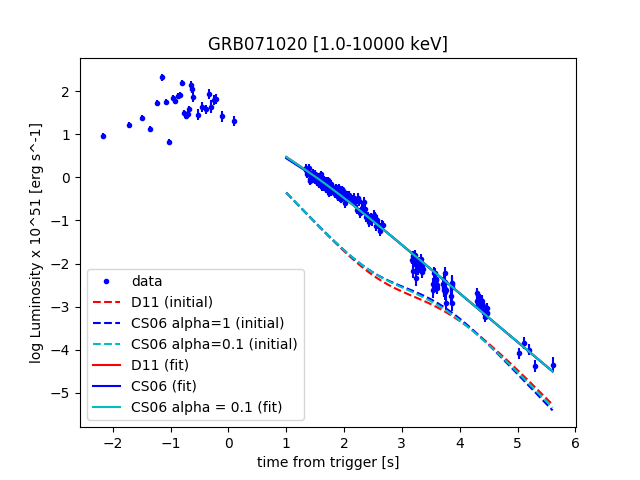 GRB071020 [1.0-10000 keV]
log Luminosity x 10^51 [erg s^-1]
2
1
0
−1
−2
−3
−4
−5
data
D11 (initial)
CS06 alpha=1 (initial)
CS06 alpha=0.1 (initial)
D11 (fit)
CS06 (fit)
CS06 alpha = 0.1 (fit)
−2 −1 0 1 2 3 4 5 6
time from trigger [s]